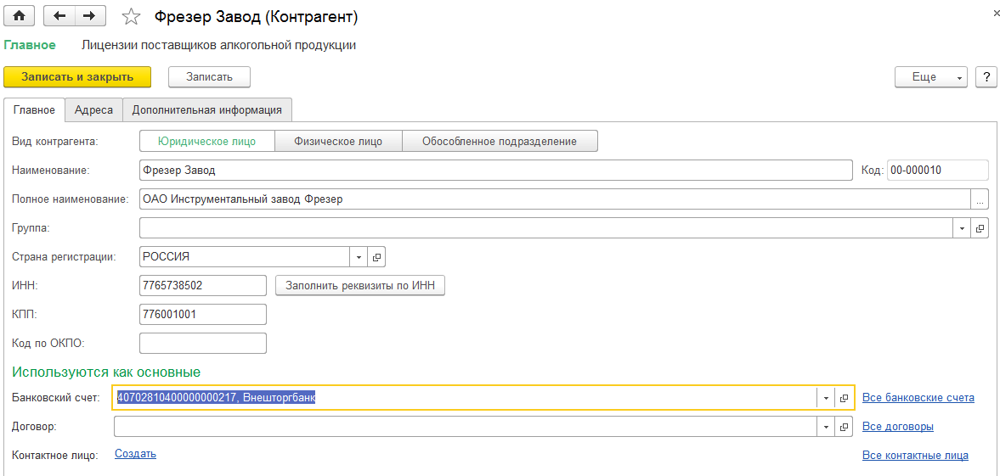 Фрезер Завод (Контрагент)
Главное Лицензии поставщиков алкогольной продукции
Записать и закрыть Записать Еще ?
Главное Адреса Дополнительная информация
Вид контрагента: Юридическое лицо Физическое лицо Обособленное подразделение
Наименование: Фрезер Завод Код: 00-000010
Полное наименование: ОАО Инструментальный завод Фрезер ...
Группа:
Страна регистрации: РОССИЯ
ИНН: 7765738502 Заполнить реквизиты по ИНН
КПП: 776001001
Код по ОКПО:
Используются как основные
Банковский счет: 40702810400000000217, Внешторгбанк Все банковские счета
Договор: Все договоры
Контактное лицо: Создать Все контактные лица